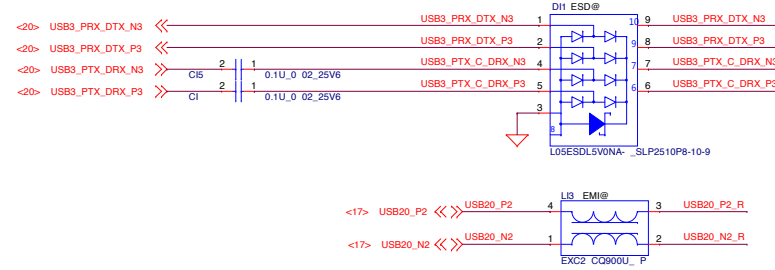 DI1 ESD@
<20> USB3_PRX_DTX_N3 USB3_PRX_DTX_N3 1 10 9 USB3_PRX_DTX_N3
<20> USB3_PRX_DTX_P3 USB3_PRX_DTX_P3 2 9 8 USB3_PRX_DTX_P3
<20> USB3_PTX_DRX_N3 2 1 USB3_PTX_C_DRX_N3 4 7 7 USB3_PTX_C_DRX_N3
CI5 0.1U_0 02_25V6
<20> USB3_PTX_DRX_P3 2 1 USB3_PTX_C_DRX_P3 5 6 6 USB3_PTX_C_DRX_P3
CI 0.1U_0 02_25V6
3
8
L05ESDL5V0NA- _SLP2510P8-10-9
LI3 EMI@
<17> USB20_P2 USB20_P2 4 3 USB20_P2_R
<17> USB20_N2 USB20_N2 1 2 USB20_N2_R
EXC2 CQ900U_ P